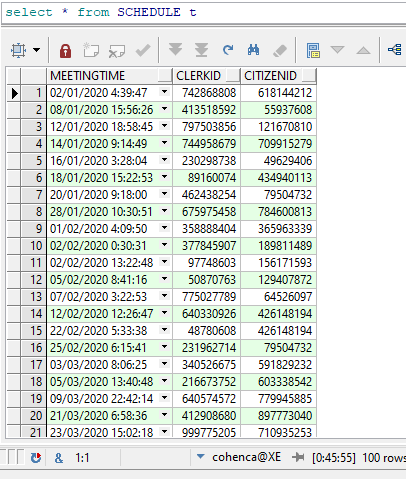 select * from SCHEDULE t
MEETINGTIME CLERKID CITIZENID
1 02/01/2020 4:39:47 742868808 618144212
2 08/01/2020 15:56:26 413518592 55937608
3 12/01/2020 18:58:45 797503856 121670810
4 14/01/2020 9:14:49 744958679 709915279
5 16/01/2020 3:28:04 230298738 49629406
6 18/01/2020 15:22:53 89160074 434940113
7 20/01/2020 9:18:00 462438254 79504732
8 28/01/2020 10:30:51 675975458 784600813
9 01/02/2020 4:09:50 358888404 365963339
10 02/02/2020 0:30:31 377845907 189811489
11 02/02/2020 13:22:48 97748603 156171593
12 05/02/2020 8:41:16 50870763 129407872
13 07/02/2020 3:22:53 775027789 64526097
14 12/02/2020 12:26:47 640330926 426148194
15 22/02/2020 5:33:38 48780608 426148194
16 25/02/2020 6:15:41 231962714 79504732
17 03/03/2020 8:06:25 340526675 591829232
18 05/03/2020 13:40:48 216673752 603338542
19 09/03/2020 22:42:14 640574572 779945885
20 21/03/2020 6:58:36 412908680 897773040
21 23/03/2020 15:02:18 999775205 710935253
& 1:1 cohenca@XE [0:45:55] 100 rows